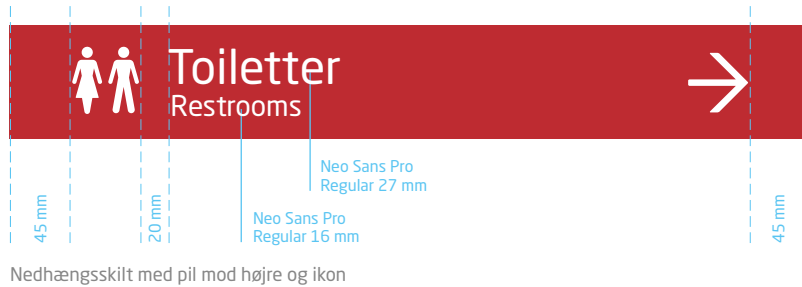 Toiletter
Restrooms
Neo Sans Pro
Regular 27 mm
Neo Sans Pro
Regular 16 mm
45 mm
20 mm
45 mm
Nedhængsskilt med pil mod højre og ikon